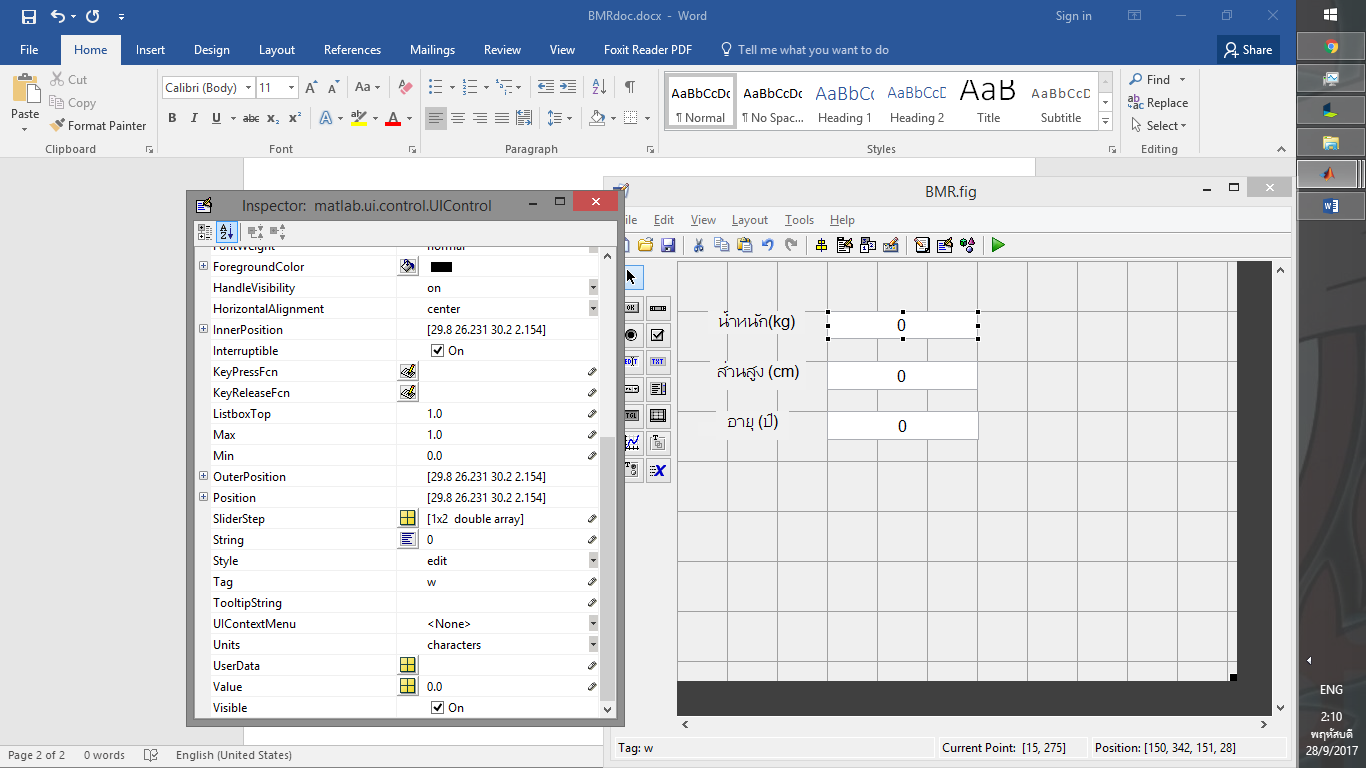 BMRdoc.docx - Word
Sign in
File Home Insert Design Layout References Mailings Review View Foxit Reader PDF Tell me what you want to do Share
Paste
Cut
Copy
Format Painter
Clipboard
Calibri (Body) 11
Font
Paragraph
AaBbCcDc AaBbCcDc AaBbCc AaBbCcD AaB AaBbCcD
¶ Normal ¶ No Spac... Heading 1 Heading 2 Title Subtitle
Styles
Find
Replace
Select
Editing
Inspector: matlab.ui.control.UIControl
FontWeight normal
ForegroundColor
HandleVisibility on
HorizontalAlignment center
InnerPosition [29.8 26.231 30.2 2.154]
Interruptible On
KeyPressFcn
KeyReleaseFcn
ListboxTop 1.0
Max 1.0
Min 0.0
OuterPosition [29.8 26.231 30.2 2.154]
Position [29.8 26.231 30.2 2.154]
SliderStep [1x2 double array]
String 0
Style edit
Tag w
TooltipString
UIContextMenu <None>
Units characters
UserData
Value 0.0
Visible On
BMR.fig
Edit View Layout Tools Help
น้ำหนัก(kg) 0
ส่วนสูง (cm) 0
อายุ (ปี) 0
Tag: w
Current Point: [15, 275]
Position: [150, 342, 151, 28]
Page 2 of 2 0 words English (United States)
ENG
2:10
พฤหัสบดี
28/9/2017